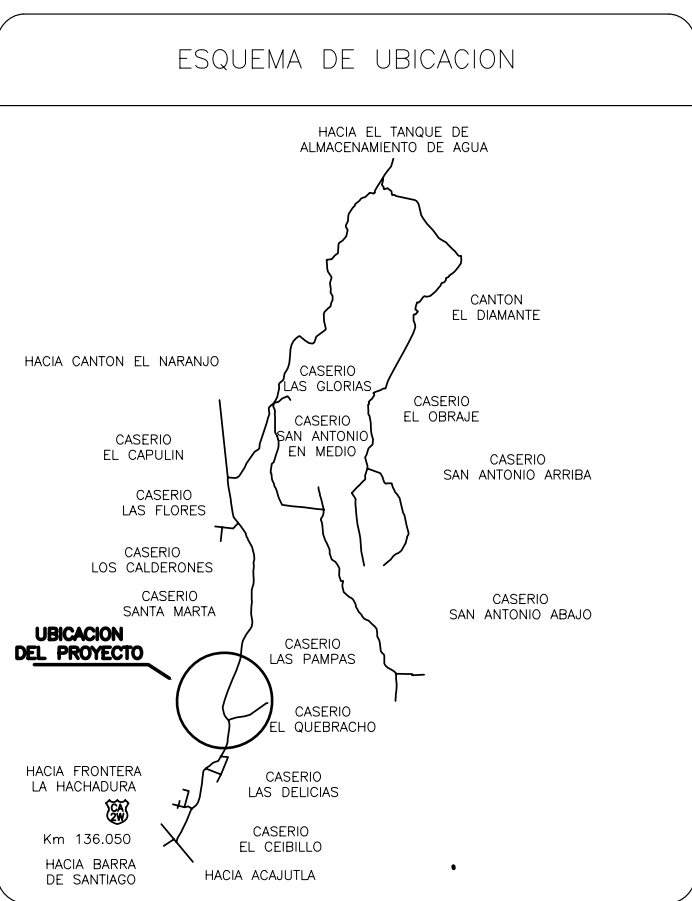 ESQUEMA DE UBICACION
HACIA EL TANQUE DE
ALMACENAMIENTO DE AGUA
CANTON
EL DIAMANTE
HACIA CANTON EL NARANJO
CASERIO
LAS GLORIAS
CASERIO
EL OBRAJE
CASERIO
SAN ANTONIO
EN MEDIO
CASERIO
EL CAPULIN
CASERIO
SAN ANTONIO ARRIBA
CASERIO
LAS FLORES
CASERIO
LOS CALDERONES
CASERIO
SANTA MARTA
CASERIO
SAN ANTONIO ABAJO
UBICACION
DEL PROYECTO
CASERIO
LAS PAMPAS
CASERIO
EL QUEBRACHO
HACIA FRONTERA
LA HACHADURA
CASERIO
LAS DELICIAS
CA
2W
Km 136.050
CASERIO
EL CEIBILLO
HACIA BARRA
DE SANTIAGO
HACIA ACAJUTLA